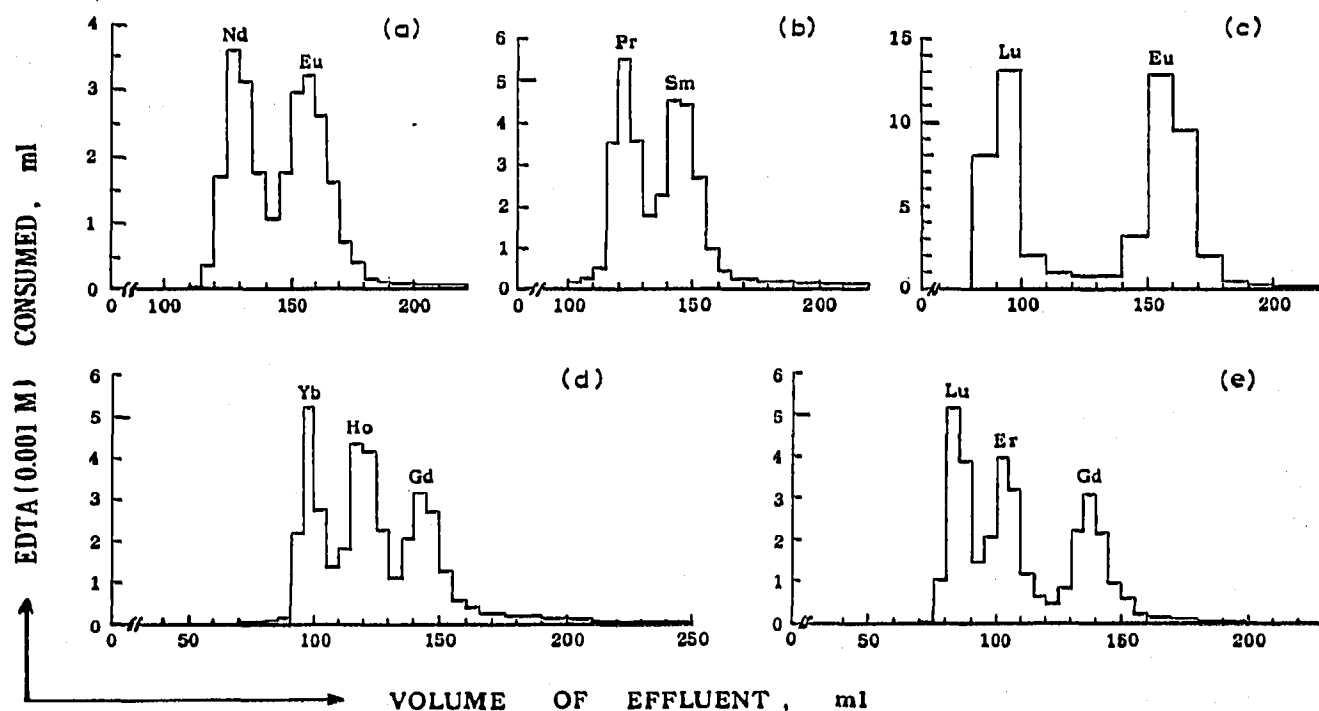 (a)
Nd
Eu
4
3
2
1
0
0 100 150 200
(b)
Pr
Sm
6
5
4
3
2
1
0
0 100 150 200
(c)
Lu
Eu
15
10
5
0
0 100 150 200
(d)
Yb
Ho
Gd
6
5
4
3
2
1
0
0 50 100 150 200 250
(e)
Lu
Er
Gd
6
5
4
3
2
1
0
0 50 100 150 200
EDTA(0.001 M) CONSUMED, ml
VOLUME OF EFFLUENT, ml